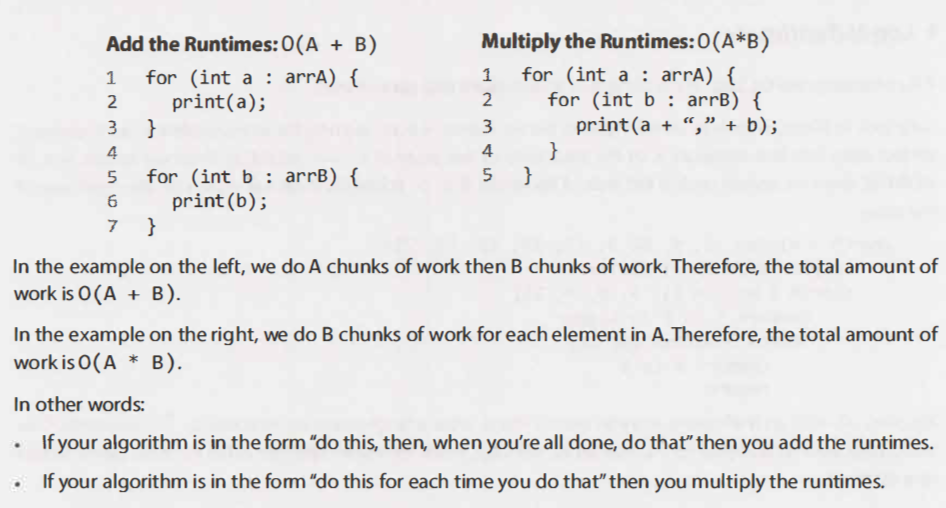 Add the Runtimes: O(A + B)
1 for (int a : arrA) {
2 print(a);
3 }
4
5 for (int b : arrB) {
6 print(b);
7 }
Multiply the Runtimes: O(A*B)
1 for (int a : arrA) {
2 for (int b : arrB) {
3 print(a + “,” + b);
4 }
5 }
In the example on the left, we do A chunks of work then B chunks of work. Therefore, the total amount of
work is O(A + B).
In the example on the right, we do B chunks of work for each element in A. Therefore, the total amount of
work is O(A * B).
In other words:
• If your algorithm is in the form “do this, then, when you're all done, do that” then you add the runtimes.
• If your algorithm is in the form “do this for each time you do that” then you multiply the runtimes.